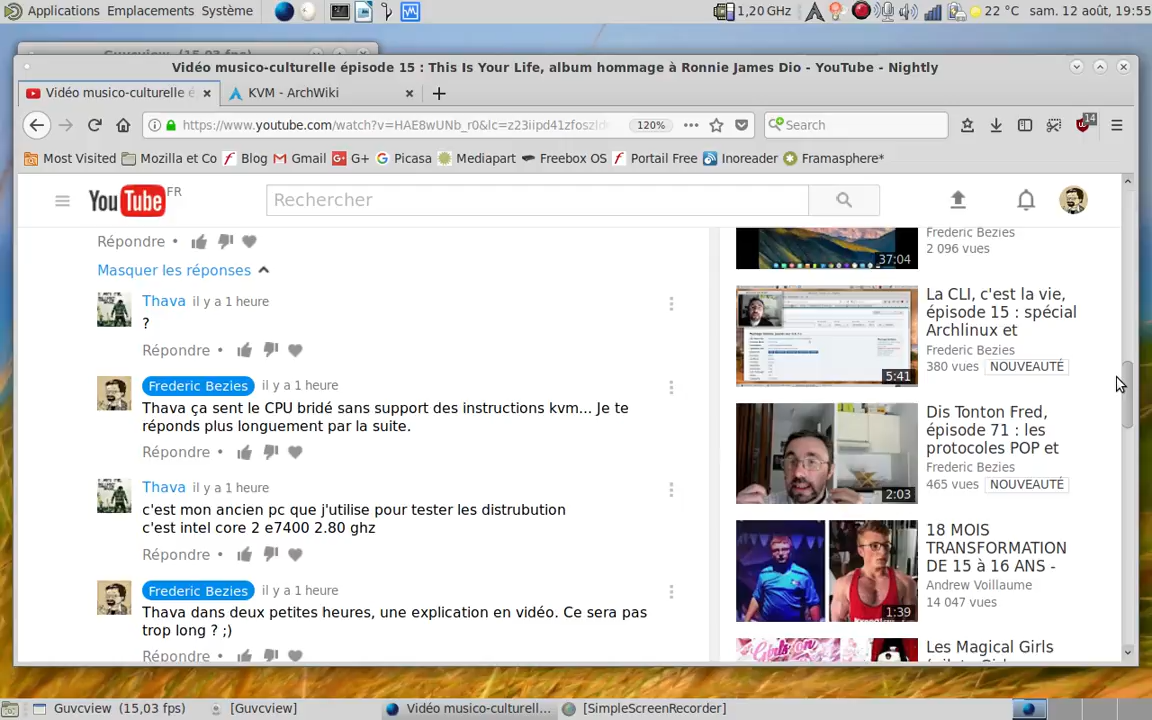 Applications Emplacements Système 1,20 GHz 22 °C sam. 12 août, 19:55
Vidéo musico-culturelle épisode 15 : This Is Your Life, album hommage à Ronnie James Dio - YouTube - Nightly
Vidéo musico-culturelle é KVM - ArchWiki
https://www.youtube.com/watch?v=HAE8wUNb_r0&lc=z23iipd41zfoszld 120% Search 14
Most Visited Mozilla et Co Blog Gmail G+ Picasa Mediapart Freebox OS Portail Free Inoreader Framasphere*
YouTube FR Rechercher
Répondre •
Masquer les réponses
Thava il y a 1 heure
?
Répondre •
Frederic Bezies il y a 1 heure
Thava ça sent le CPU bridé sans support des instructions kvm... Je te
réponds plus longuement par la suite.
Répondre •
Thava il y a 1 heure
c'est mon ancien pc que j'utilise pour tester les distrubution
c'est intel core 2 e7400 2.80 ghz
Répondre •
Frederic Bezies il y a 1 heure
Thava dans deux petites heures, une explication en vidéo. Ce sera pas
trop long ? ;)
Répondre •
37:04
Frederic Bezies
2 096 vues
5:41
La CLI, c'est la vie,
épisode 15 : spécial
Archlinux et
Frederic Bezies
380 vues NOUVEAUTÉ
2:03
Dis Tonton Fred,
épisode 71 : les
protocoles POP et
Frederic Bezies
465 vues NOUVEAUTÉ
1:39
18 MOIS
TRANSFORMATION
DE 15 à 16 ANS -
Andrew Voillaume
14 047 vues
Les Magical Girls
Guvcview (15,03 fps) [Guvcview] Vidéo musico-culturell... [SimpleScreenRecorder]